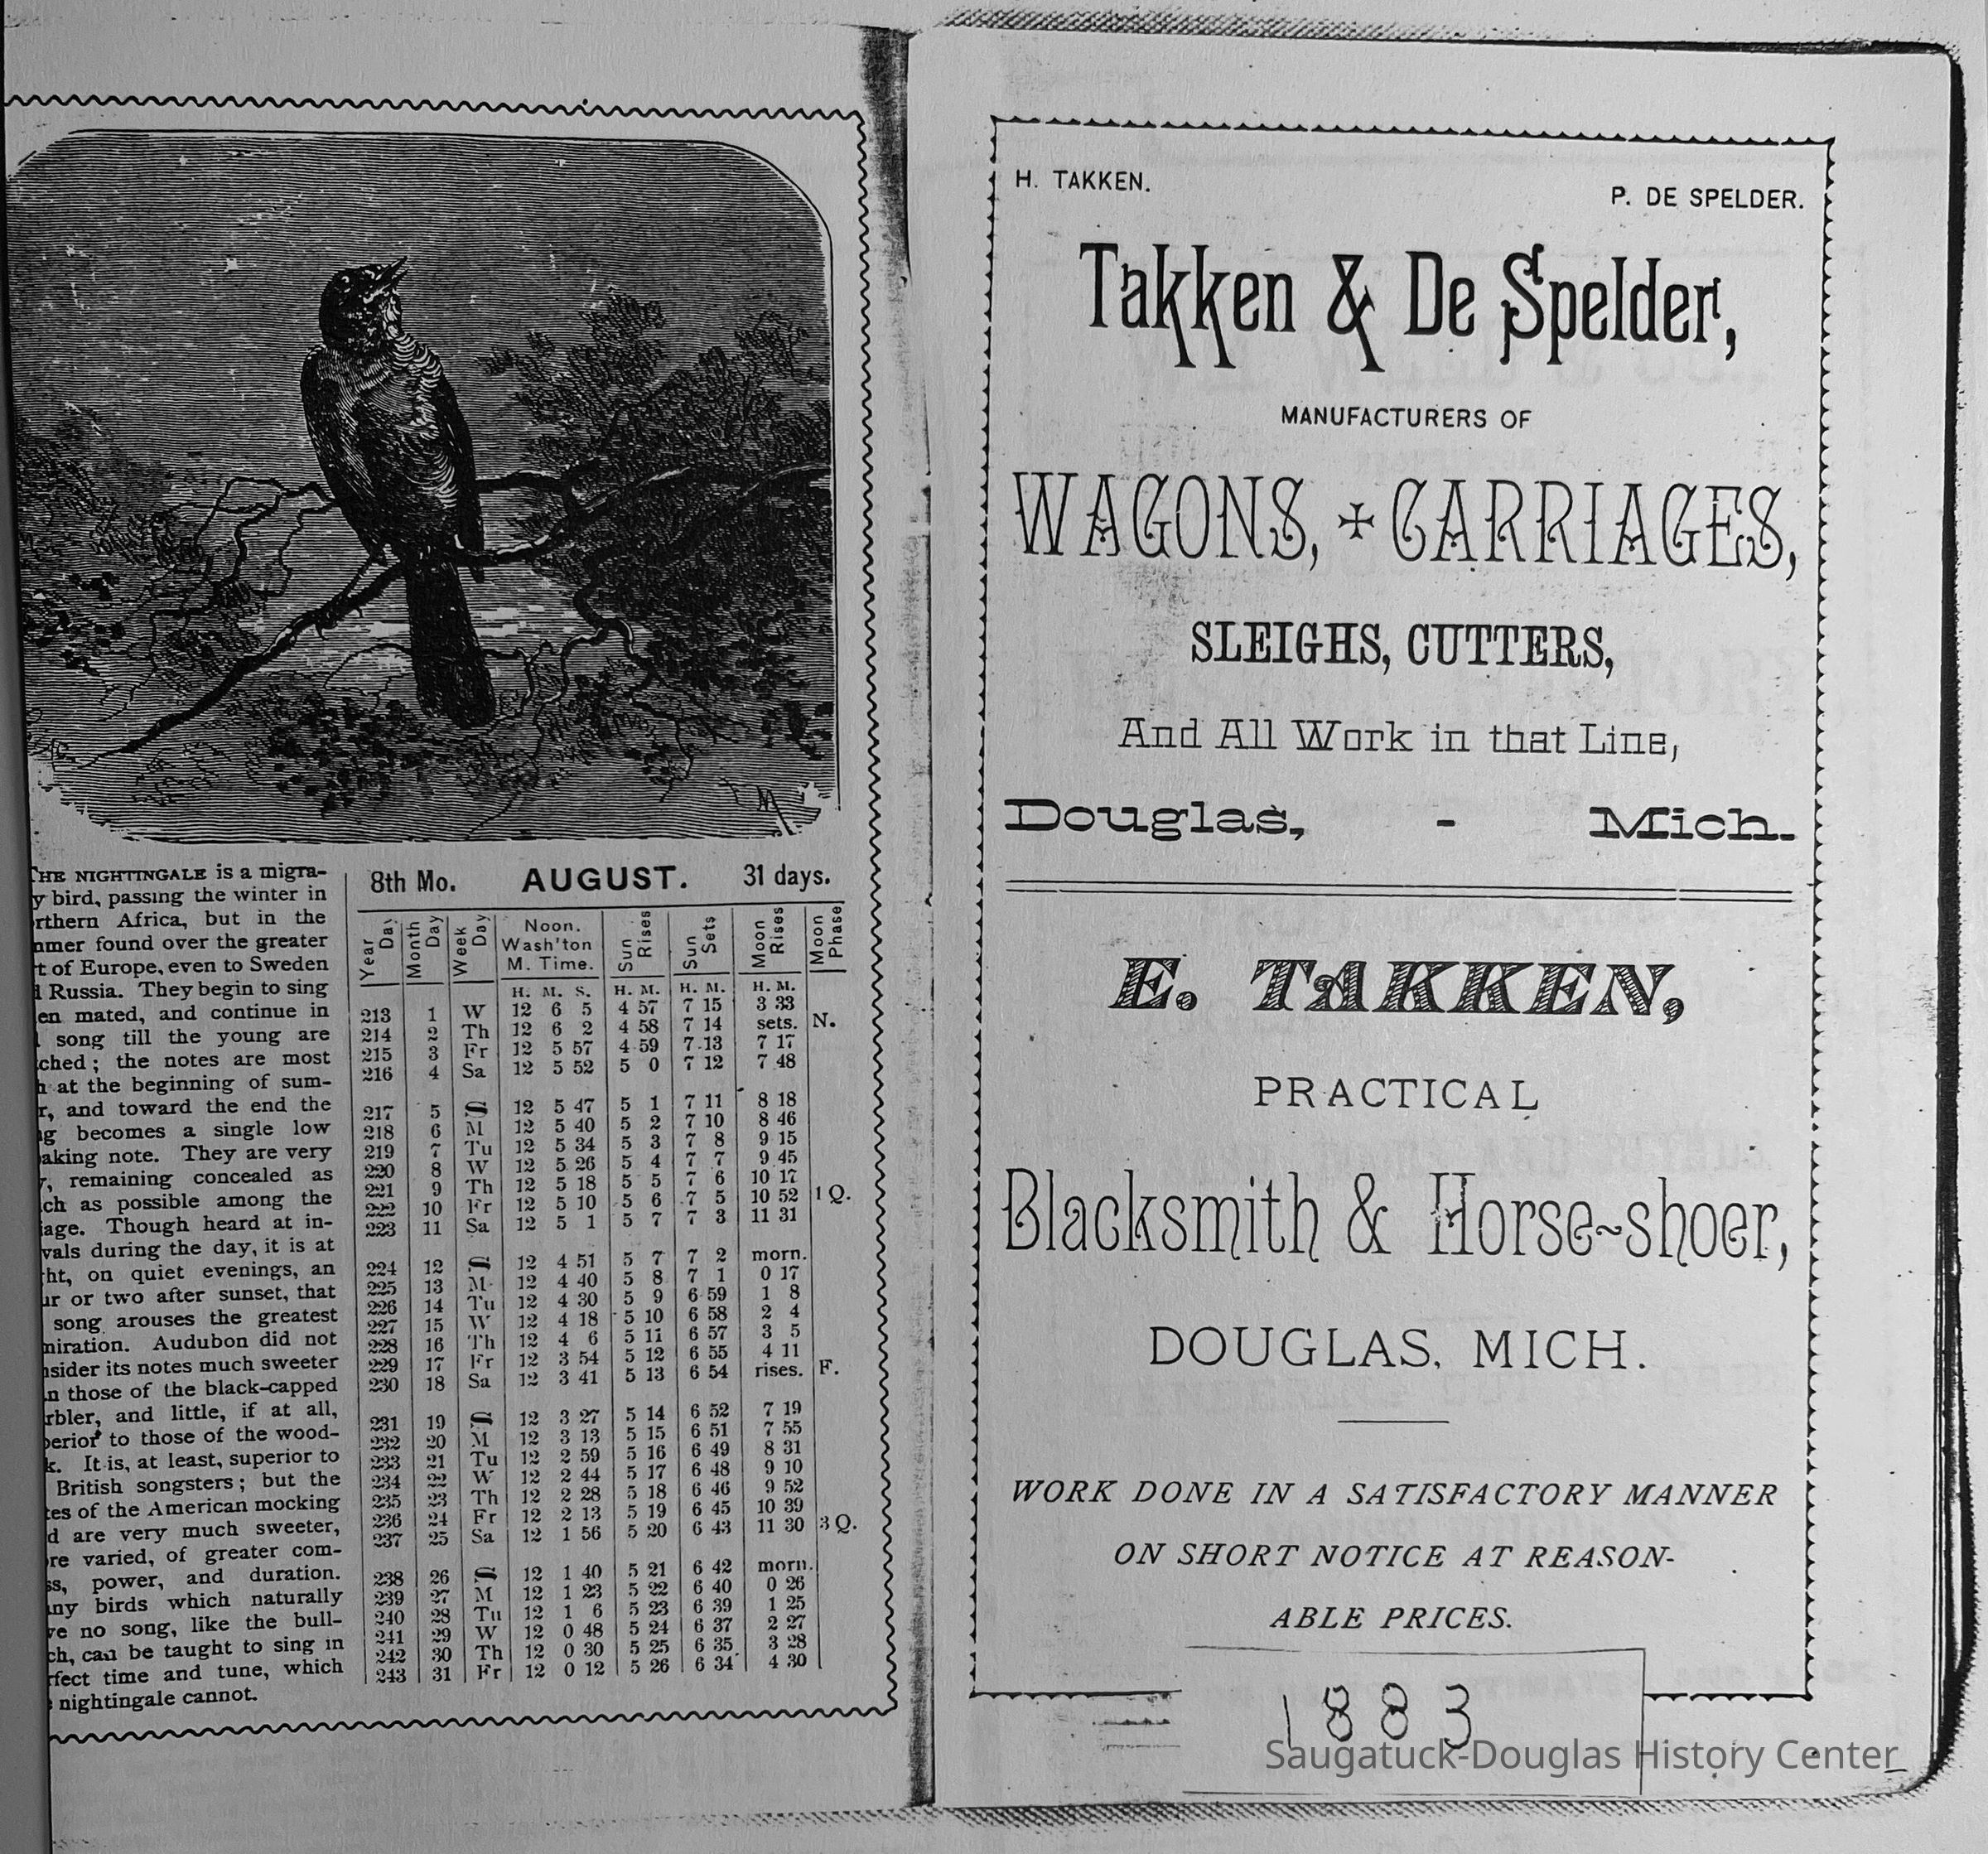 THE NIGHTINGALE is a migra-
y bird, passing the winter in
rthern Africa, but in the
mer found over the greater
t of Europe, even to Sweden
Russia. They begin to sing
en mated, and continue in
song till the young are
ched; the notes are most
h at the beginning of sum-
r, and toward the end the
g becomes a single low
aking note. They are very
, remaining concealed as
ch as possible among the
iage. Though heard at in-
vals during the day, it is at
ht, on quiet evenings, an
ur or two after sunset, that
song arouses the greatest
miration. Audubon did not
nsider its notes much sweeter
n those of the black-capped
rbler, and little, if at all,
perior to those of the wood-
k. It is, at least, superior to
British songsters; but the
tes of the American mocking
d are very much sweeter,
re varied, of greater com-
ss, power, and duration.
ny birds which naturally
ve no song, like the bull-
ch, can be taught to sing in
rfect time and tune, which
nightingale cannot.
8th Mo. AUGUST. 31 days.
Year Day Month Day Week Day Noon. Wash'ton M. Time. Sun Rises Sun Sets Moon Rises Moon Phase
H. M. S. H. M. H. M. H. M.
213 1 W 12 6 5 4 57 7 15 3 33
214 2 Th 12 6 2 4 58 7 14 sets. N.
215 3 Fr 12 5 57 4 59 7 13 7 17
216 4 Sa 12 5 52 5 0 7 12 7 48
217 5 S 12 5 47 5 1 7 11 8 18
218 6 M 12 5 40 5 2 7 10 8 46
219 7 Tu 12 5 34 5 3 7 8 9 15
220 8 W 12 5 26 5 4 7 7 9 45
221 9 Th 12 5 18 5 5 7 6 10 17
222 10 Fr 12 5 10 5 6 7 5 10 52 1 Q.
223 11 Sa 12 5 1 5 7 7 3 11 31
224 12 S 12 4 51 5 7 7 2 morn.
225 13 M 12 4 40 5 8 7 1 0 17
226 14 Tu 12 4 30 5 9 6 59 1 8
227 15 W 12 4 18 5 10 6 58 2 4
228 16 Th 12 4 6 5 11 6 57 3 5
229 17 Fr 12 3 54 5 12 6 55 4 11
230 18 Sa 12 3 41 5 13 6 54 rises. F.
231 19 S 12 3 27 5 14 6 52 7 19
232 20 M 12 3 13 5 15 6 51 7 55
233 21 Tu 12 2 59 5 16 6 49 8 31
234 22 W 12 2 44 5 17 6 48 9 10
235 23 Th 12 2 28 5 18 6 46 9 52
236 24 Fr 12 2 13 5 19 6 45 10 39
237 25 Sa 12 1 56 5 20 6 43 11 30 3 Q.
238 26 S 12 1 40 5 21 6 42 morn.
239 27 M 12 1 23 5 22 6 40 0 26
240 28 Tu 12 1 6 5 23 6 39 1 25
241 29 W 12 0 48 5 24 6 37 2 27
242 30 Th 12 0 30 5 25 6 35 3 28
243 31 Fr 12 0 12 5 26 6 34 4 30
H. TAKKEN. P. DE SPELDER.
Takken & De Spelder,
MANUFACTURERS OF
WAGONS, + CARRIAGES,
SLEIGHS, CUTTERS,
And All Work in that Line,
Douglas, - Mich.
E. TAKKEN,
PRACTICAL
Blacksmith & Horse-shoer,
DOUGLAS, MICH.
WORK DONE IN A SATISFACTORY MANNER
ON SHORT NOTICE AT REASON-
ABLE PRICES.
1883
Saugatuck-Douglas History Center